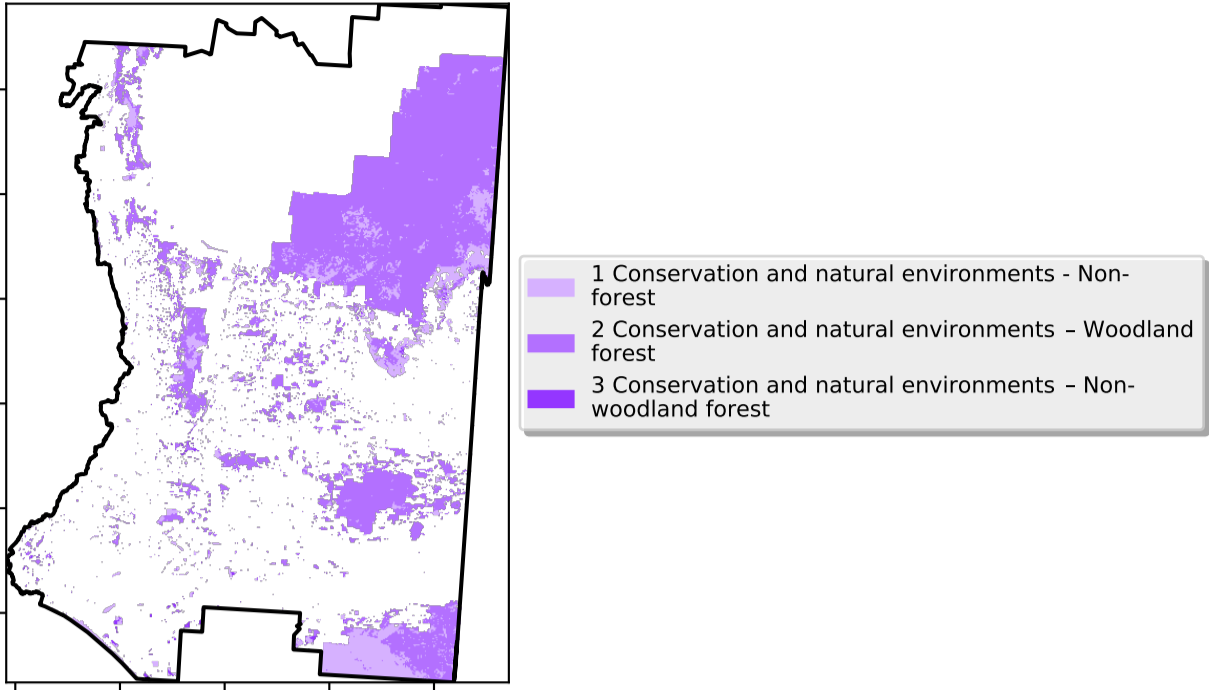 1 Conservation and natural environments - Non-
forest
2 Conservation and natural environments – Woodland
forest
3 Conservation and natural environments – Non-
woodland forest